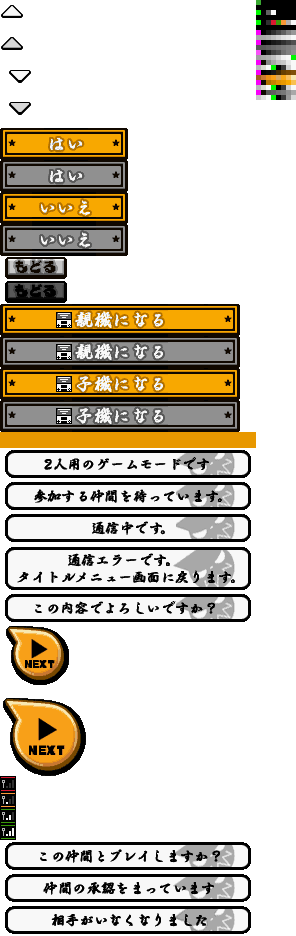 はい
はい
いいえ
いいえ
もどる
もどる
親機になる
親機になる
子機になる
子機になる
2人用のゲームモードです
参加する仲間を待っています。
通信中です。
通信エラーです。
タイトルメニュー画面に戻ります。
この内容でよろしいですか？
NEXT
NEXT
この仲間とプレイしますか？
仲間の承認をまっています
相手がいなくなりました